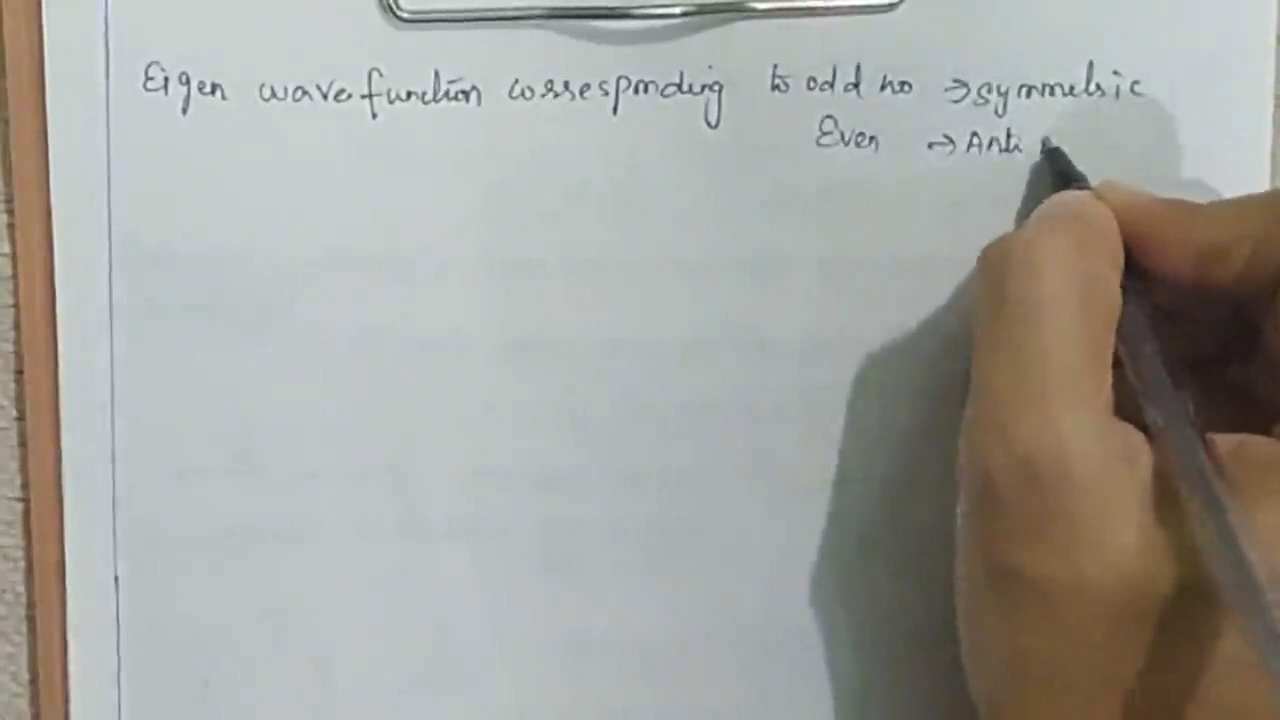 Eigen wavefunction corresponding to odd no → symmetric
Even → Anti